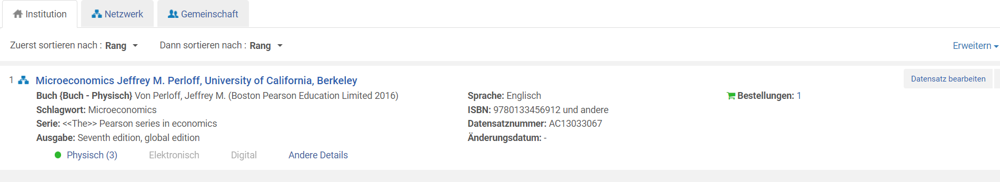 Institution Netzwerk Gemeinschaft
Zuerst sortieren nach : Rang Dann sortieren nach : Rang Erweitern
1 Microeconomics Jeffrey M. Perloff, University of California, Berkeley Datensatz bearbeiten
Buch {Buch - Physisch} Von Perloff, Jeffrey M. (Boston Pearson Education Limited 2016) Sprache: Englisch Bestellungen: 1
Schlagwort: Microeconomics ISBN: 9780133456912 und andere
Serie: <<The>> Pearson series in economics Datensatznummer: AC13033067
Ausgabe: Seventh edition, global edition Änderungsdatum: -
Physisch (3) Elektronisch Digital Andere Details